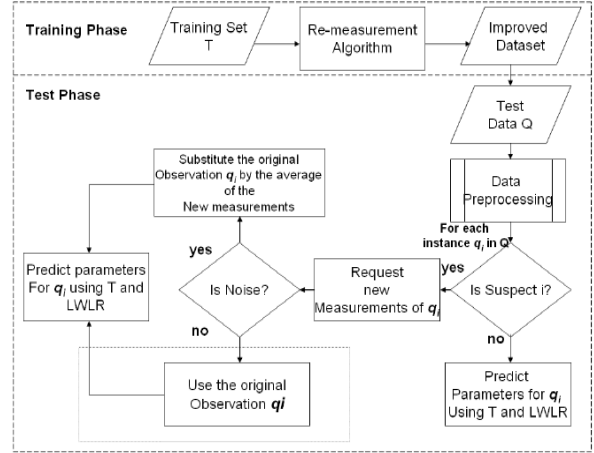 Training Phase
Training Set
T
Re-measurement
Algorithm
Improved
Dataset
Test Phase
Test
Data Q
Data
Preprocessing
For each
instance qi in Q
Is Suspect i?
yes
no
Predict
Parameters for qi
Using T and LWLR
Request
new
Measurements of qi
Is Noise?
yes
no
Substitute the original
Observation qi by the average
of the
New measurements
Use the original
Observation qi
Predict parameters
For qi using T and
LWLR